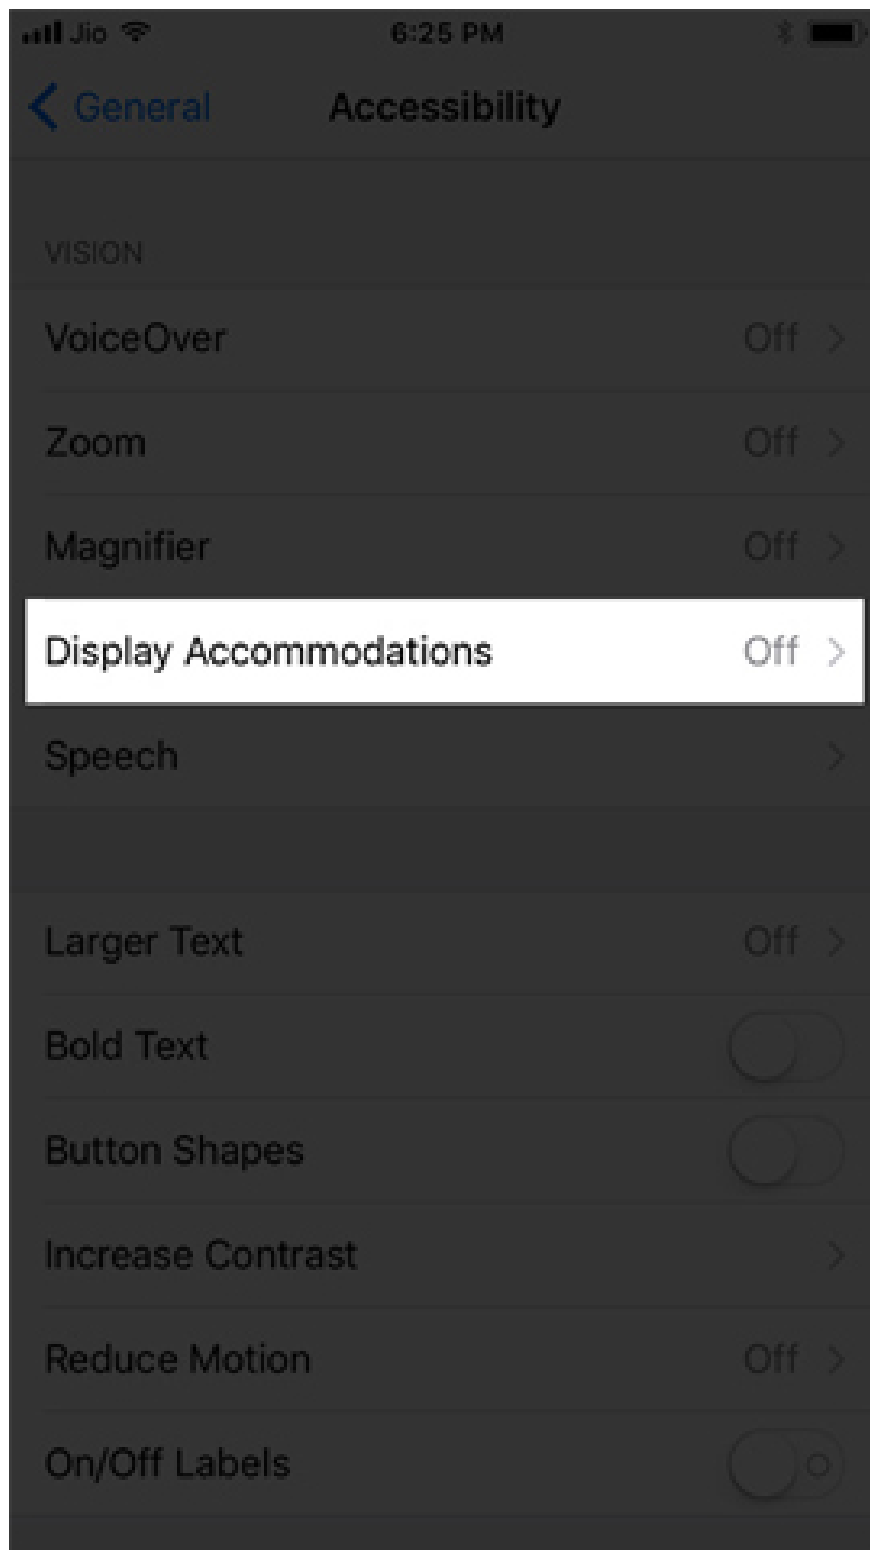 Jio 6:25 PM
General Accessibility
VISION
VoiceOver Off
Zoom Off
Magnifier Off
Display Accommodations Off
Speech
Larger Text Off
Bold Text
Button Shapes
Increase Contrast
Reduce Motion Off
On/Off Labels